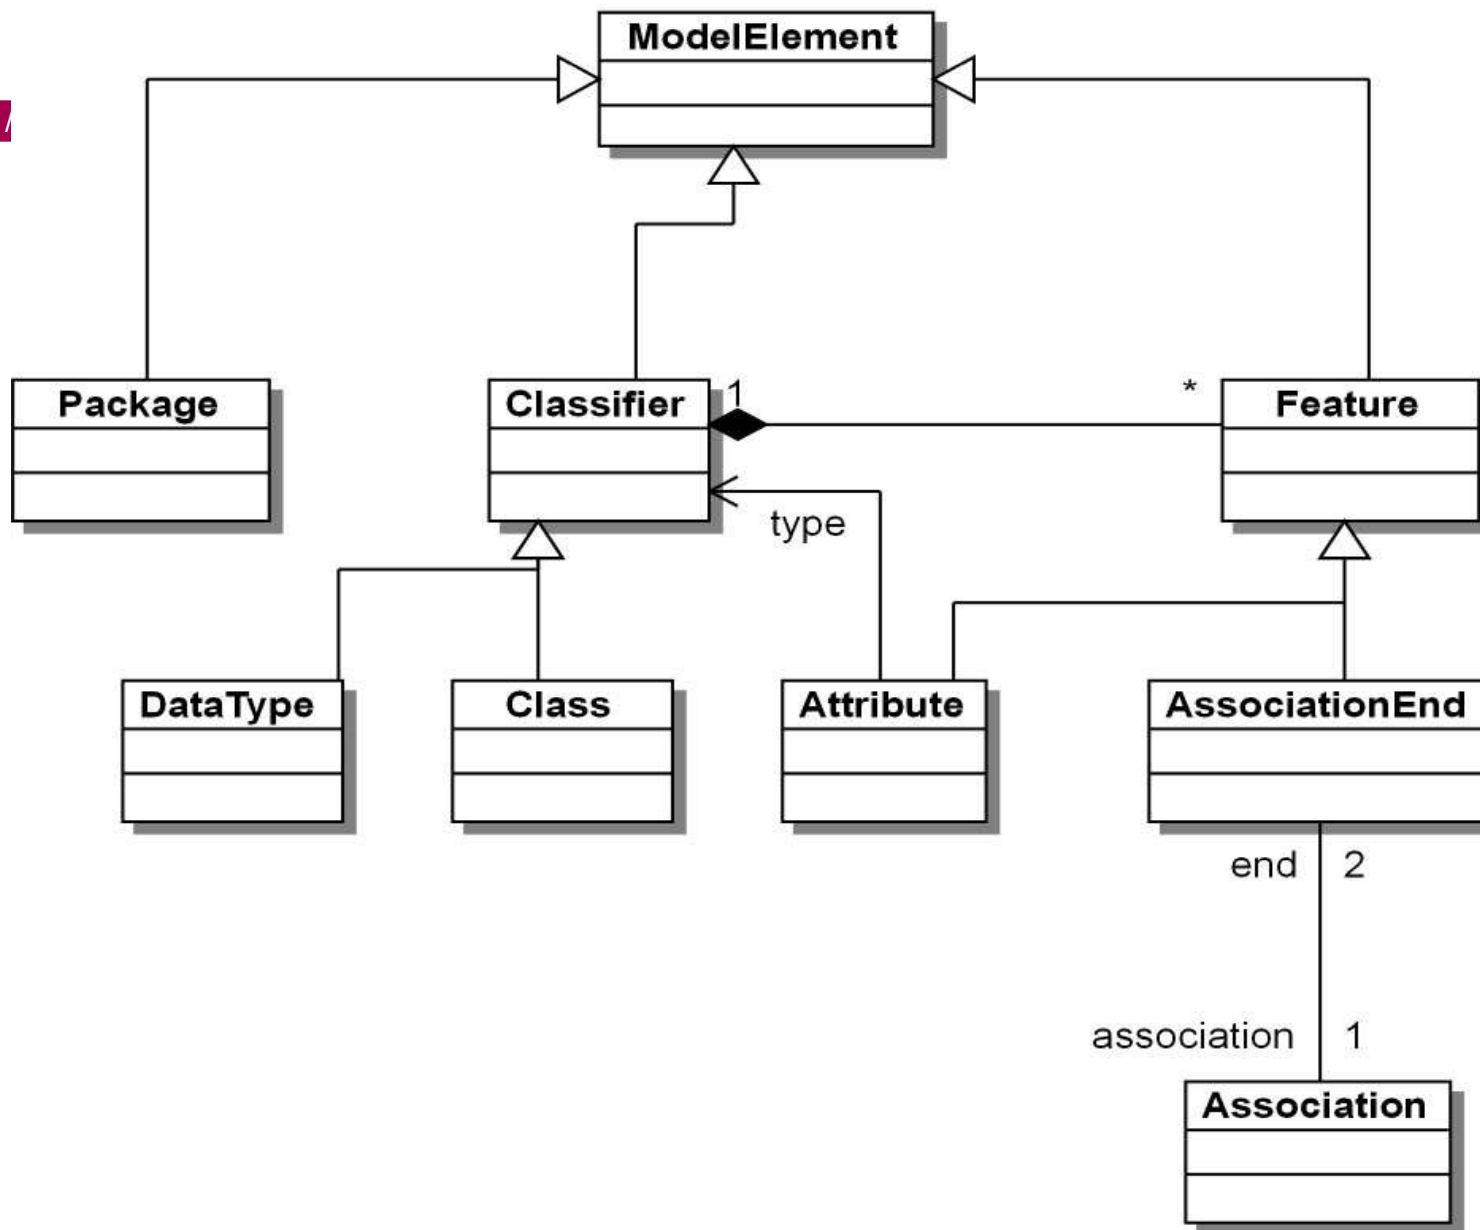 ModelElement
/
Package
Classifier
1
*
Feature
type
DataType
Class
Attribute
AssociationEnd
end
2
association
1
Association